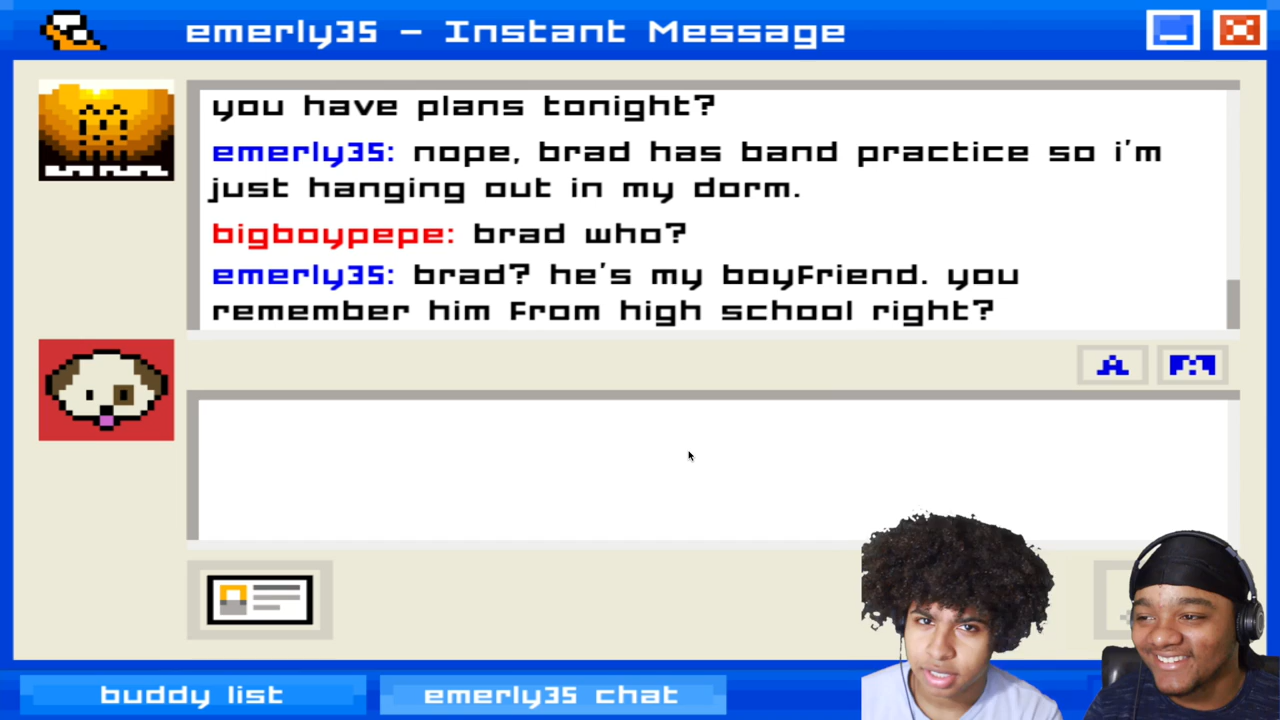 emerly35 - Instant Message
you have plans tonight?
emerly35: nope, brad has band practice so i'm
just hanging out in my dorm.
bigboypepe: brad who?
emerly35: brad? he's my boyfriend. you
remember him from high school right?
A
buddy list
emerly35 chat